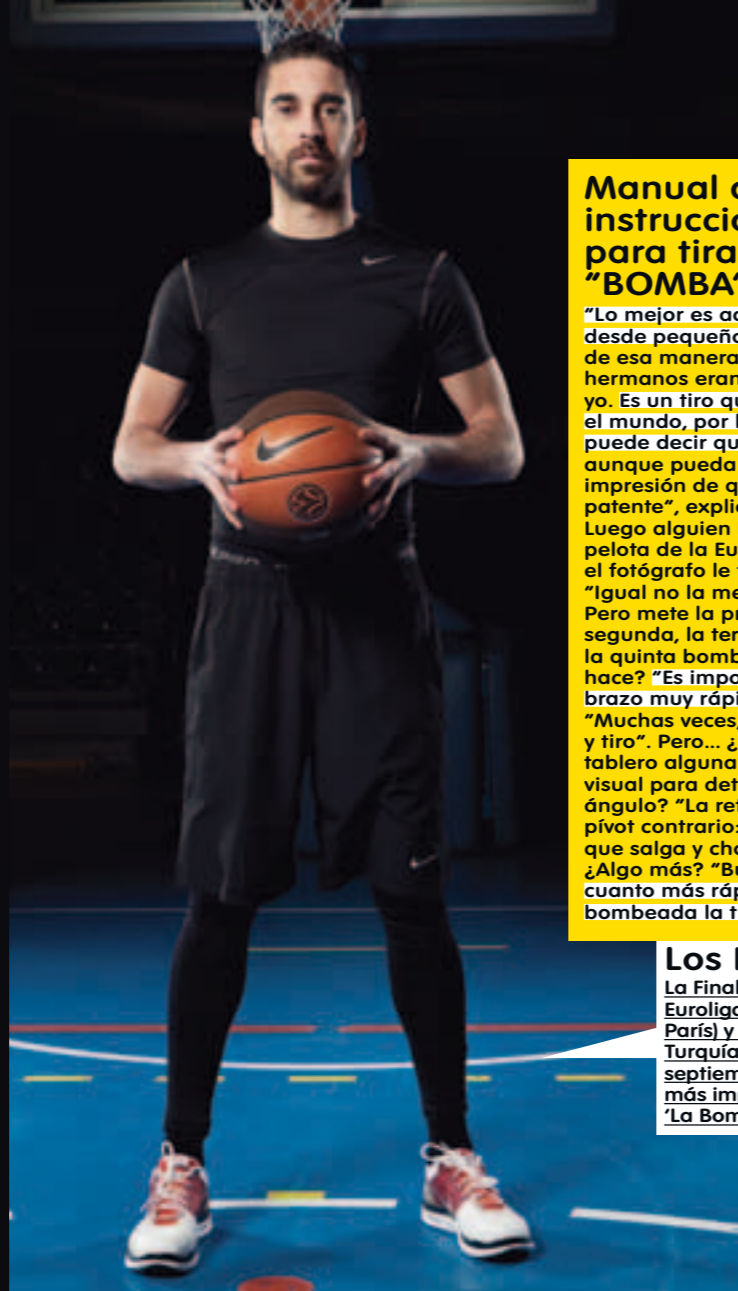 Manual d
instruccio
para tira
"BOMBA"
"Lo mejor es ac
desde pequeño
de esa manera
hermanos eran
yo. Es un tiro qu
el mundo, por l
puede decir qu
aunque pueda
impresión de q
patente", explic
Luego alguien
pelota de la Eu
el fotógrafo le
"Igual no la me
Pero mete la pr
segunda, la ter
la quinta bomb
hace? "Es impo
brazo muy rápi
"Muchas veces,
y tiro". Pero... ¿
tablero alguna
visual para det
ángulo? "La ref
pívot contrario:
que salga y cho
¿Algo más? "Bu
cuanto más ráp
bombeada la t
Los
La Final
Euroliga
París) y
Turquía
septiem
más imp
'La Bom